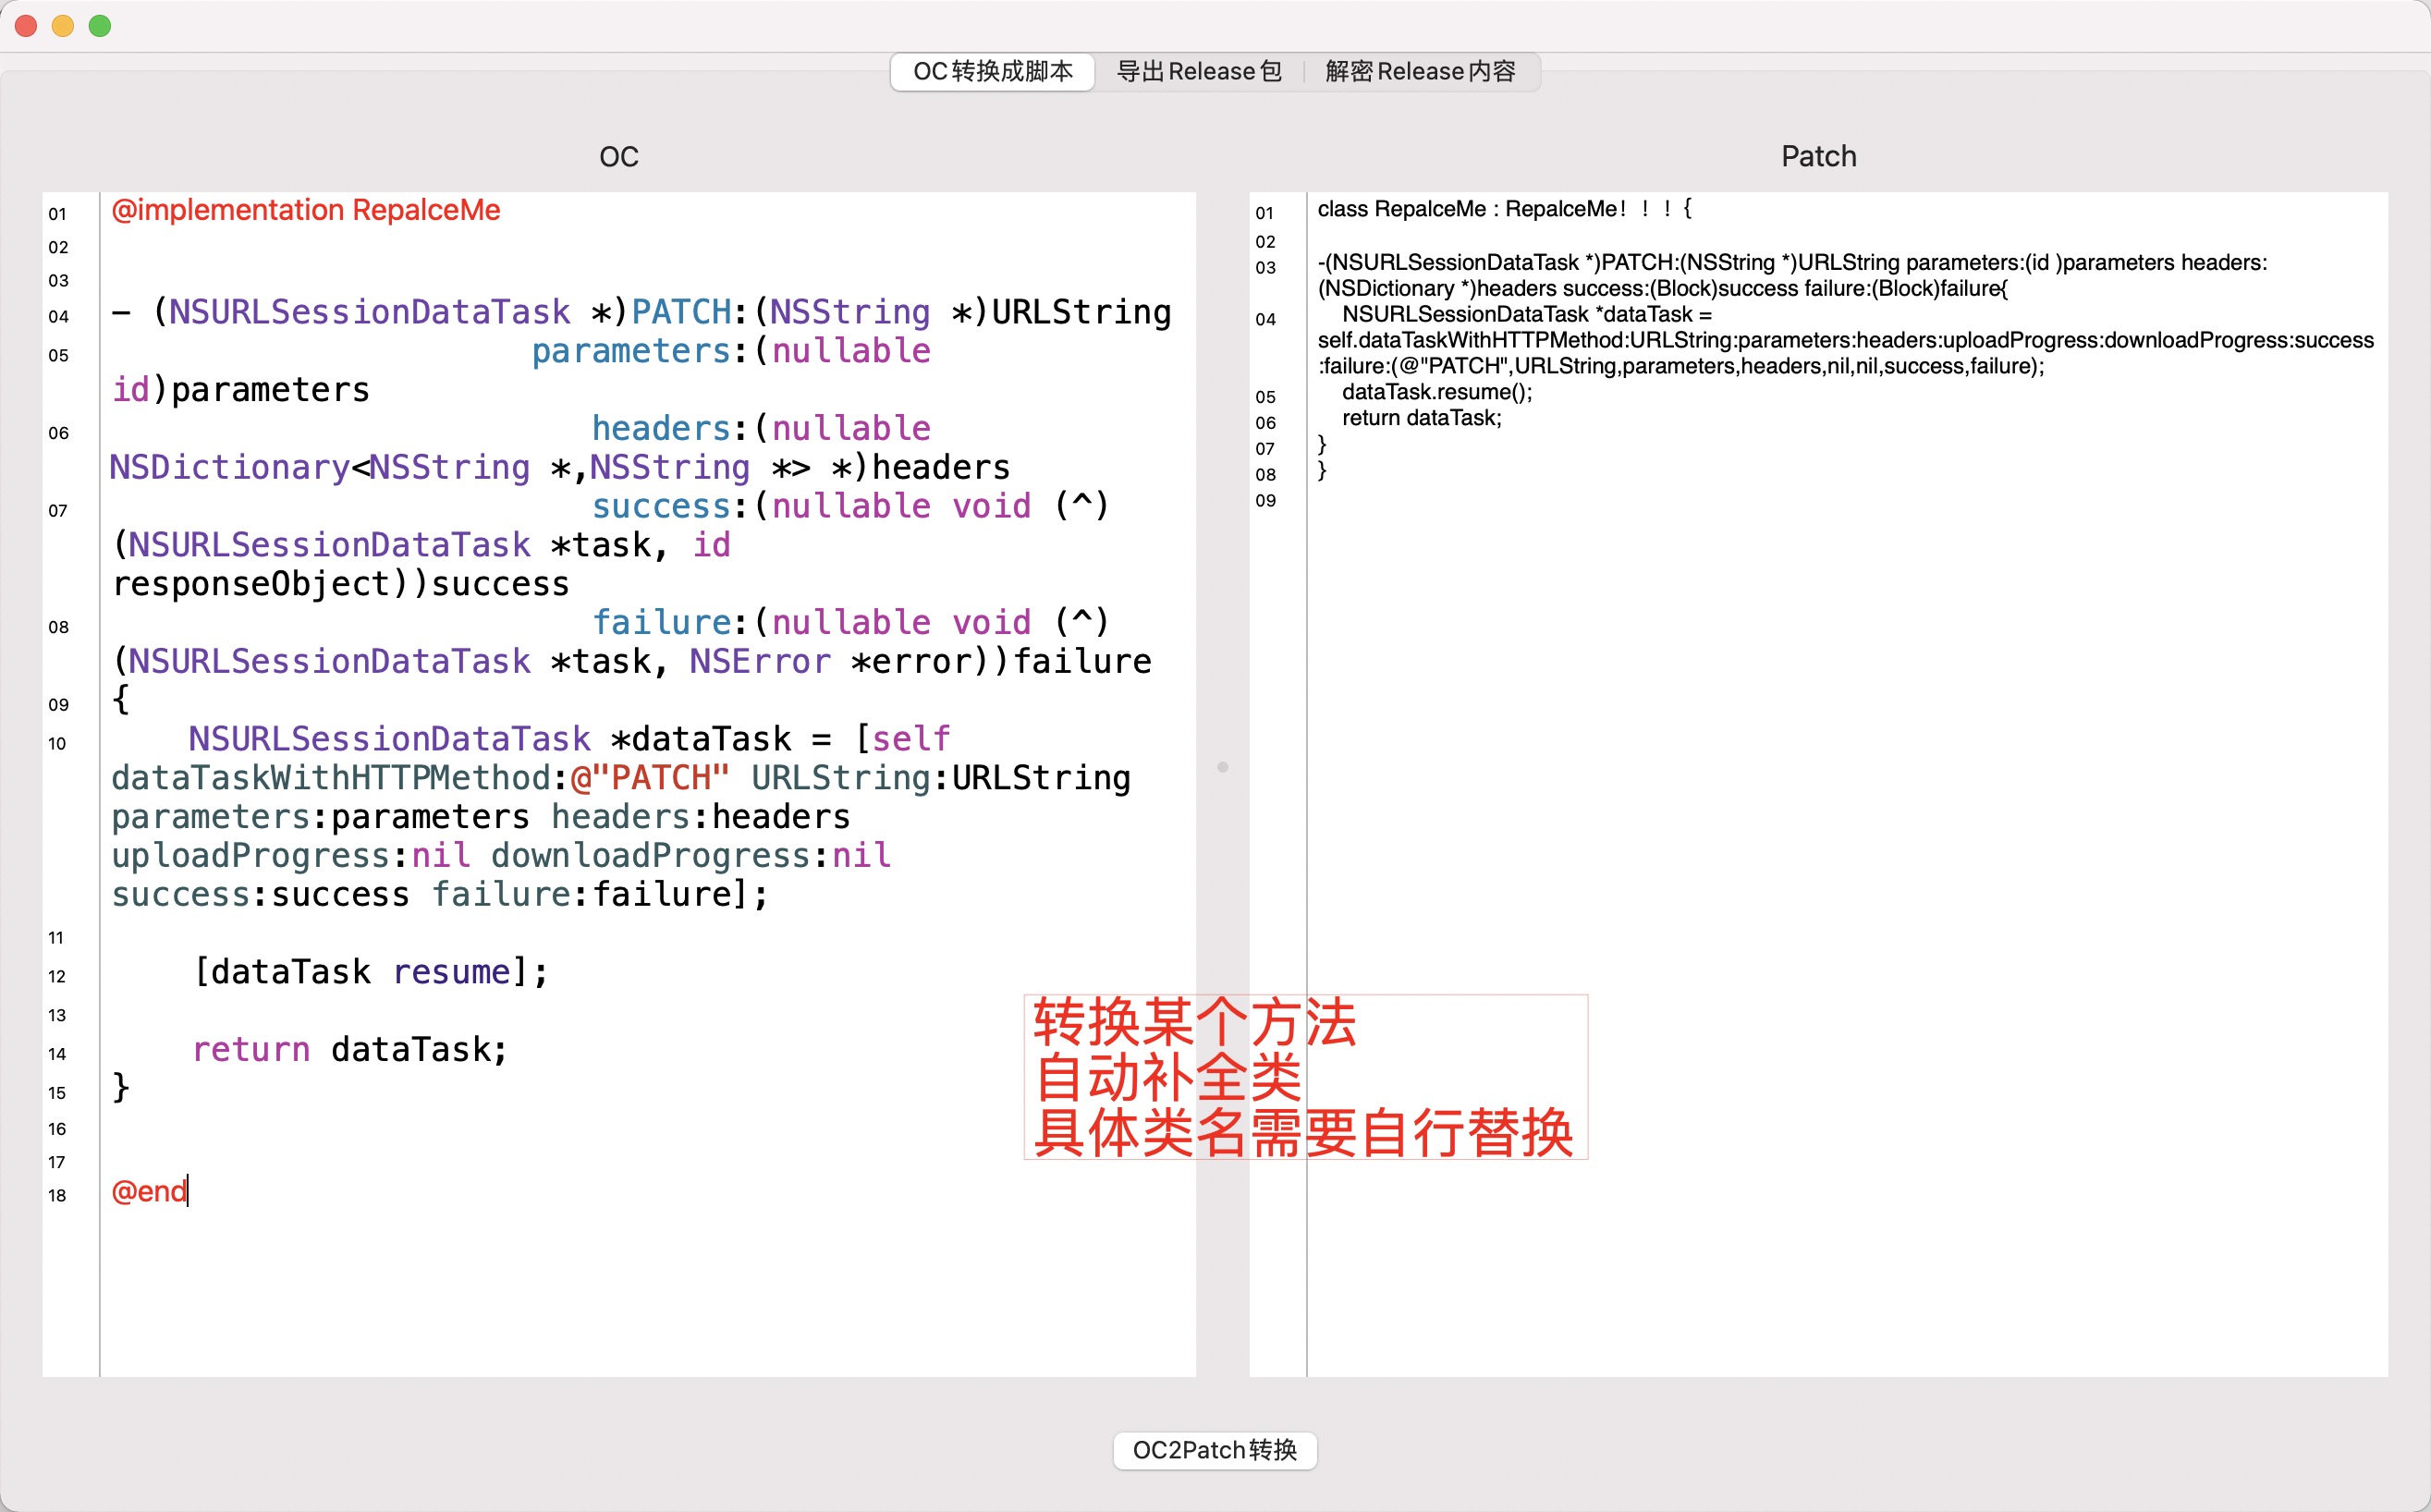 OC转换成脚本 导出Release包 解密Release内容
OC
01 @implementation RepalceMe
02
03
04 - (NSURLSessionDataTask *)PATCH:(NSString *)URLString
05 parameters:(nullable
id)parameters
06 headers:(nullable
NSDictionary<NSString *,NSString *> *)headers
07 success:(nullable void (^)
(NSURLSessionDataTask *task, id
responseObject))success
08 failure:(nullable void (^)
(NSURLSessionDataTask *task, NSError *error))failure
09 {
10 NSURLSessionDataTask *dataTask = [self
dataTaskWithHTTPMethod:@"PATCH" URLString:URLString
parameters:parameters headers:headers
uploadProgress:nil downloadProgress:nil
success:success failure:failure];
11
12 [dataTask resume];
13
14 return dataTask;
15 }
16
17
18 @end
Patch
01 class RepalceMe : RepalceMe！！！{
02
03 -(NSURLSessionDataTask *)PATCH:(NSString *)URLString parameters:(id )parameters headers:
(NSDictionary *)headers success:(Block)success failure:(Block)failure{
04 NSURLSessionDataTask *dataTask =
self.dataTaskWithHTTPMethod:URLString:parameters:headers:uploadProgress:downloadProgress:success
:failure:(@"PATCH",URLString,parameters,headers,nil,nil,success,failure);
05 dataTask.resume();
06 return dataTask;
07 }
08 }
09
转换某个方法
自动补全类
具体类名需要自行替换
OC2Patch转换